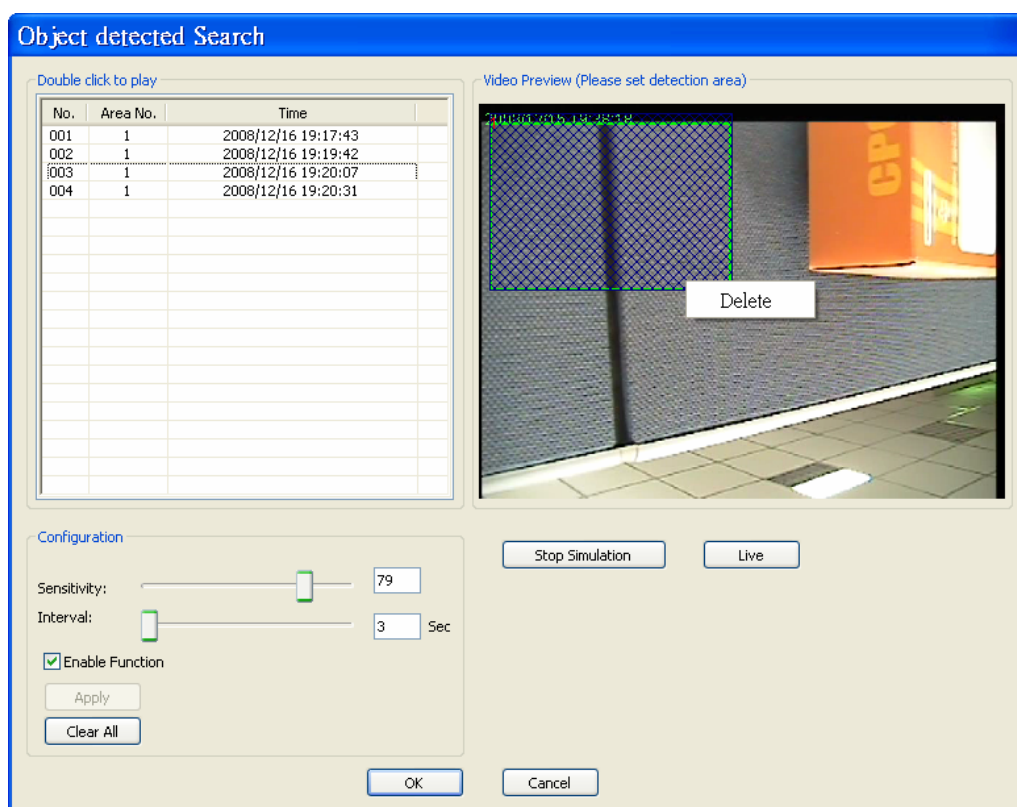 Object detected Search
Double click to play
No. Area No. Time
001 1 2008/12/16 19:17:43
002 1 2008/12/16 19:19:42
003 1 2008/12/16 19:20:07
004 1 2008/12/16 19:20:31
Video Preview (Please set detection area)
CPO
Delete
Configuration
Sensitivity: 79
Interval: 3 Sec
Enable Function
Apply
Clear All
Stop Simulation
Live
OK
Cancel